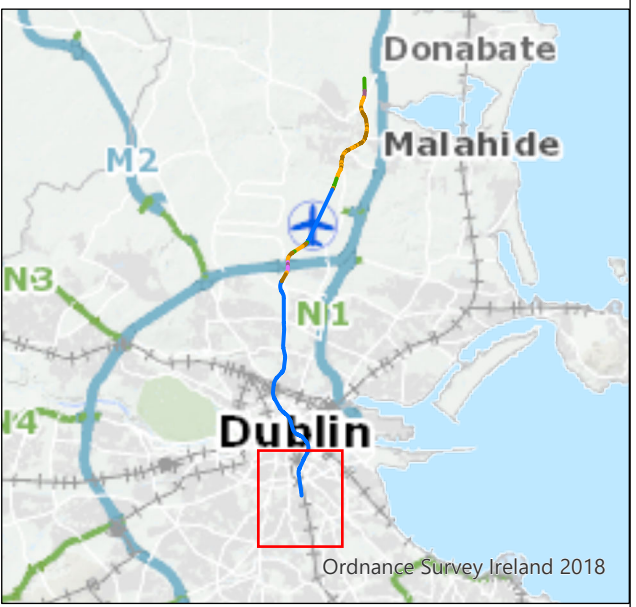 Donabate
Malahide
M2
N3
N1
N4
Dublin
Ordnance Survey Ireland 2018